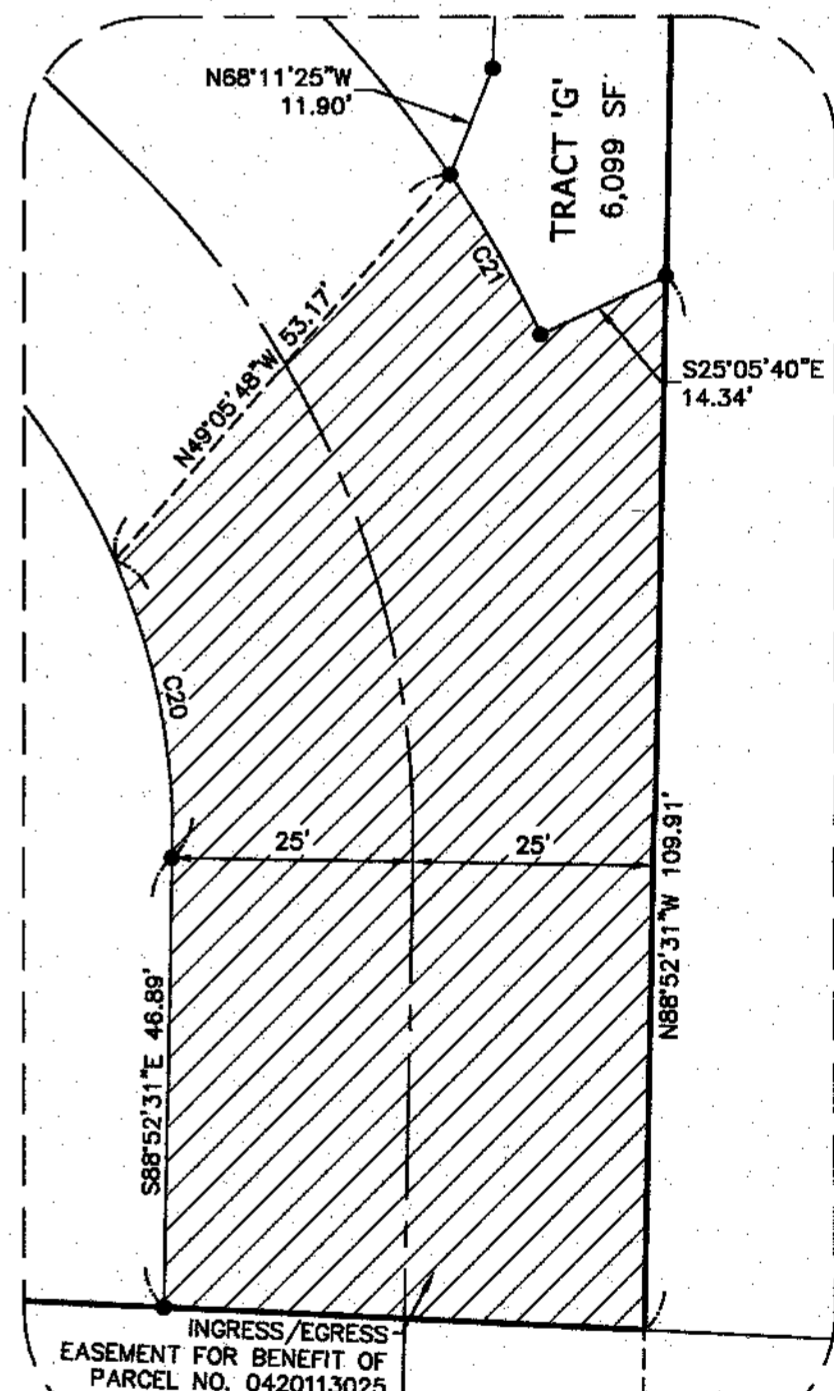 N68°11'25"W
11.90'
TRACT 'G'
6,099 SF
C21
N49°05'48"W 53.17'
S25°05'40"E
14.34'
C20
25'
25'
S88°52'31"E 46.89'
N88°52'31"W 109.91'
INGRESS/EGRESS
EASEMENT FOR BENEFIT OF
PARCEL NO. 0420113025